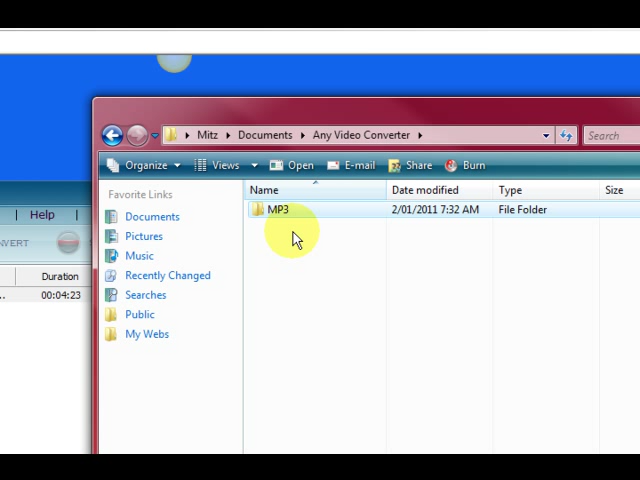 Mitz Documents Any Video Converter Search
Organize Views Open E-mail Share Burn
Favorite Links Name Date modified Type Size
Documents MP3 2/01/2011 7:32 AM File Folder
Pictures
Music
Recently Changed
Searches
Public
My Webs
| Help |
VERT
Duration
.. 00:04:23